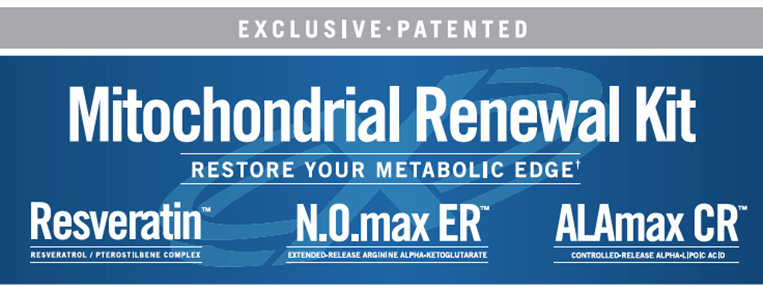 EXCLUSIVE·PATENTED
Mitochondrial Renewal Kit
RESTORE YOUR METABOLIC EDGE†
Resveratin™
RESVERATROL / PTEROSTILBENE COMPLEX
N.O.max ER™
EXTENDED-RELEASE ARGININE ALPHA-KETOGLUTARATE
ALAmax CR™
CONTROLLED-RELEASE ALPHA-LIPOIC ACID